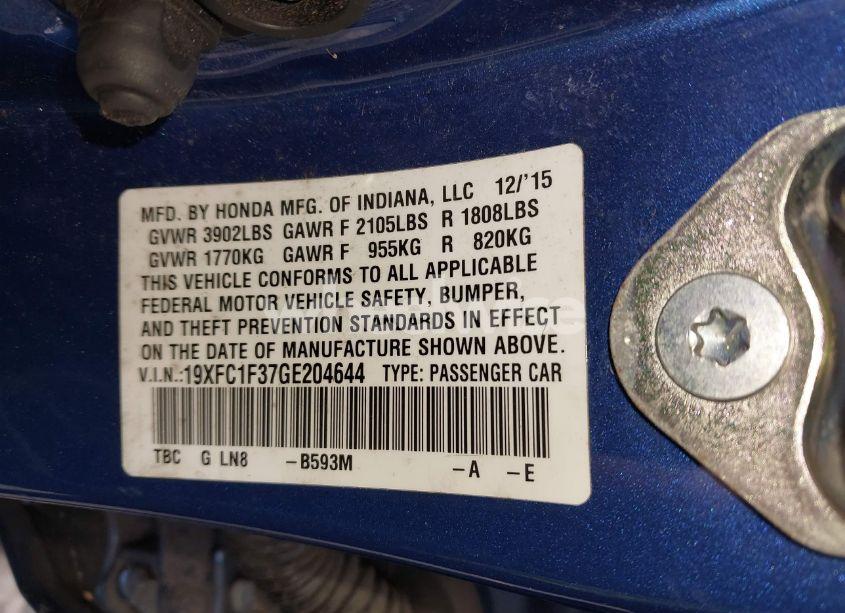 MFD. BY HONDA MFG. OF INDIANA, LLC 12/'15
GVWR 3902LBS GAWR F 2105LBS R 1808LBS
GVWR 1770KG GAWR F 955KG R 820KG
THIS VEHICLE CONFORMS TO ALL APPLICABLE
FEDERAL MOTOR VEHICLE SAFETY, BUMPER,
AND THEFT PREVENTION STANDARDS IN EFFECT
ON THE DATE OF MANUFACTURE SHOWN ABOVE.
V.I.N.:19XFC1F37GE204644 TYPE: PASSENGER CAR
TBC G LN8 -B593M -A -E